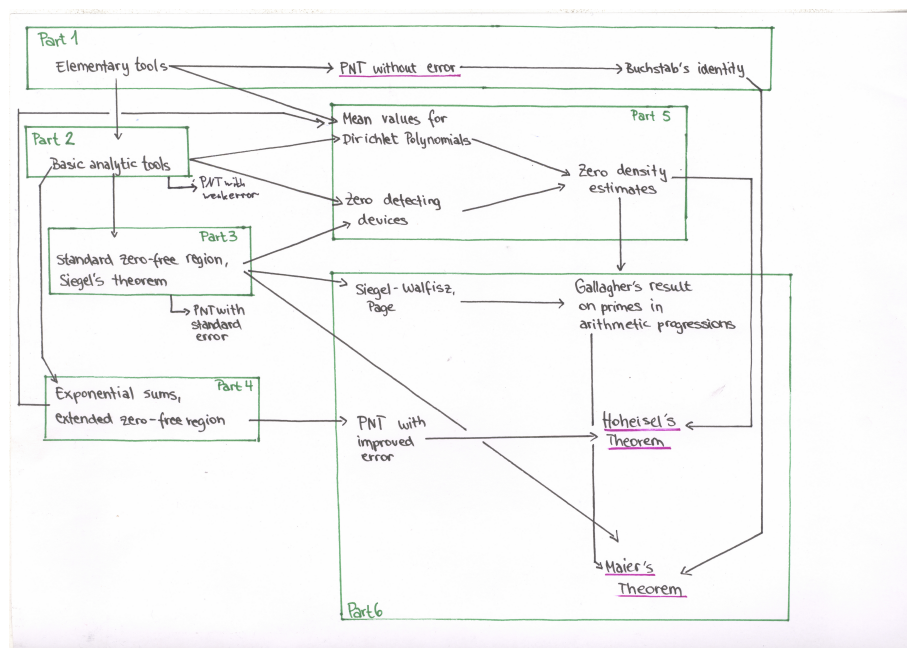 Part 1
Elementary tools
PNT without error
Buchstab's identity
Part 2
Basic analytic tools
PNT with
weak error
Part 5
Mean values for
Dirichlet Polynomials
Zero detecting
devices
Zero density
estimates
Part 3
Standard zero-free region,
Siegel's theorem
PNT with
standard
error
Siegel-Walfisz,
Page
Gallagher's result
on primes in
arithmetic progressions
Part 4
Exponential sums,
extended zero-free region
PNT with
improved
error
Hoheisel's
Theorem
Maier's
Theorem
Part 6